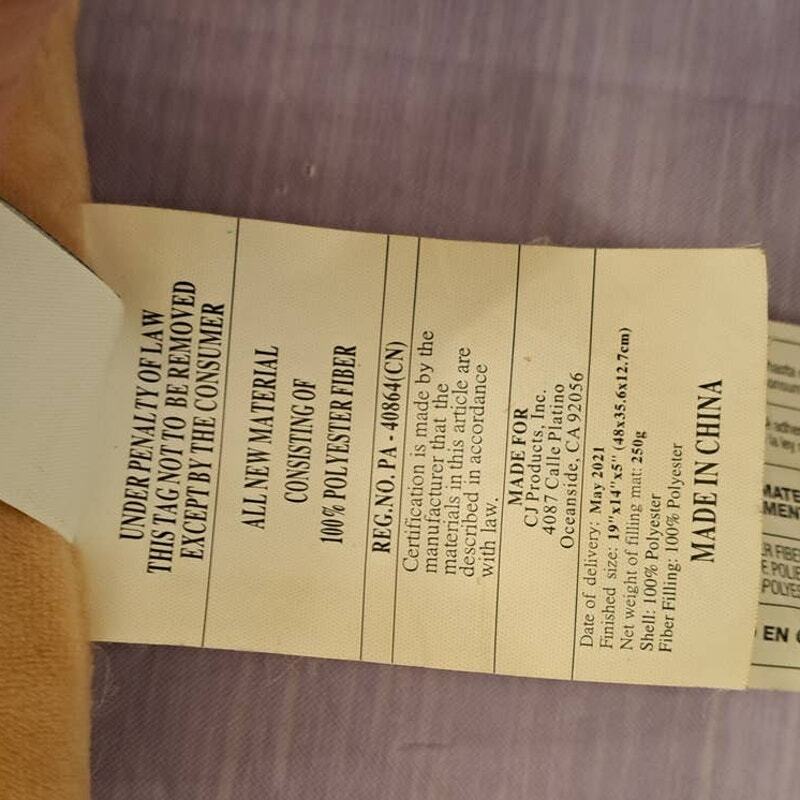 UNDER PENALTY OF LAW
THIS TAG NOT TO BE REMOVED
EXCEPT BY THE CONSUMER
ALL NEW MATERIAL
CONSISTING OF
100% POLYESTER FIBER
REG.NO. PA - 40864(CN)
Certification is made by the
manufacturer that the
materials in this article are
described in accordance
with law.
MADE FOR
CJ Products, Inc.
4087 Calle Platino
Oceanside, CA 92056
Date of delivery: May 2021
Finished size: 19"x14"x5" (48x35.6x12.7cm)
Net weight of filling mat: 250g
Shell: 100% Polyester
Fiber Filling: 100% Polyester
MADE IN CHINA
la ley
EN